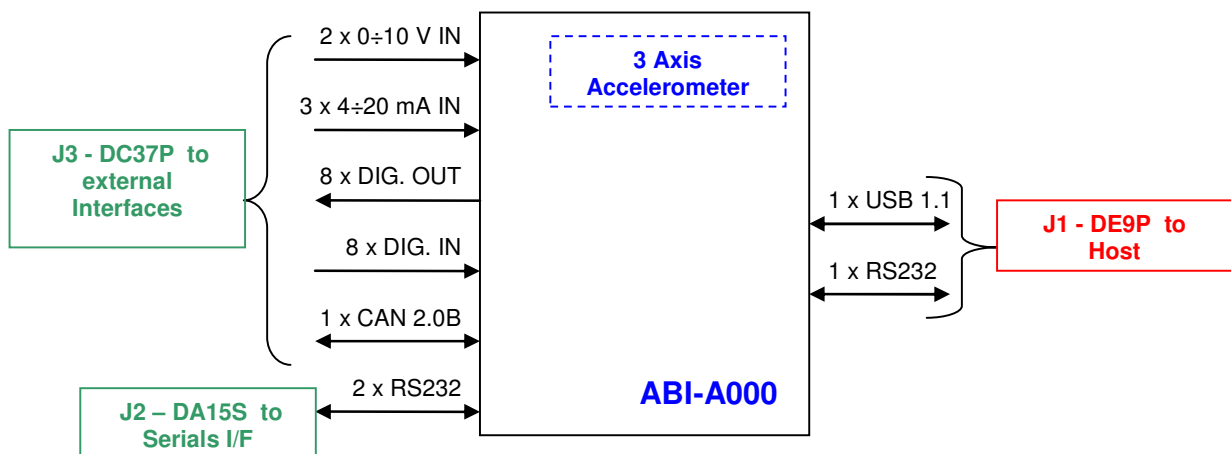 2 x 0÷10 V IN
3 x 4÷20 mA IN
8 x DIG. OUT
8 x DIG. IN
1 x CAN 2.0B
2 x RS232
J3 - DC37P to
external
Interfaces
J2 – DA15S to
Serials I/F
3 Axis
Accelerometer
ABI-A000
1 x USB 1.1
1 x RS232
J1 - DE9P to
Host